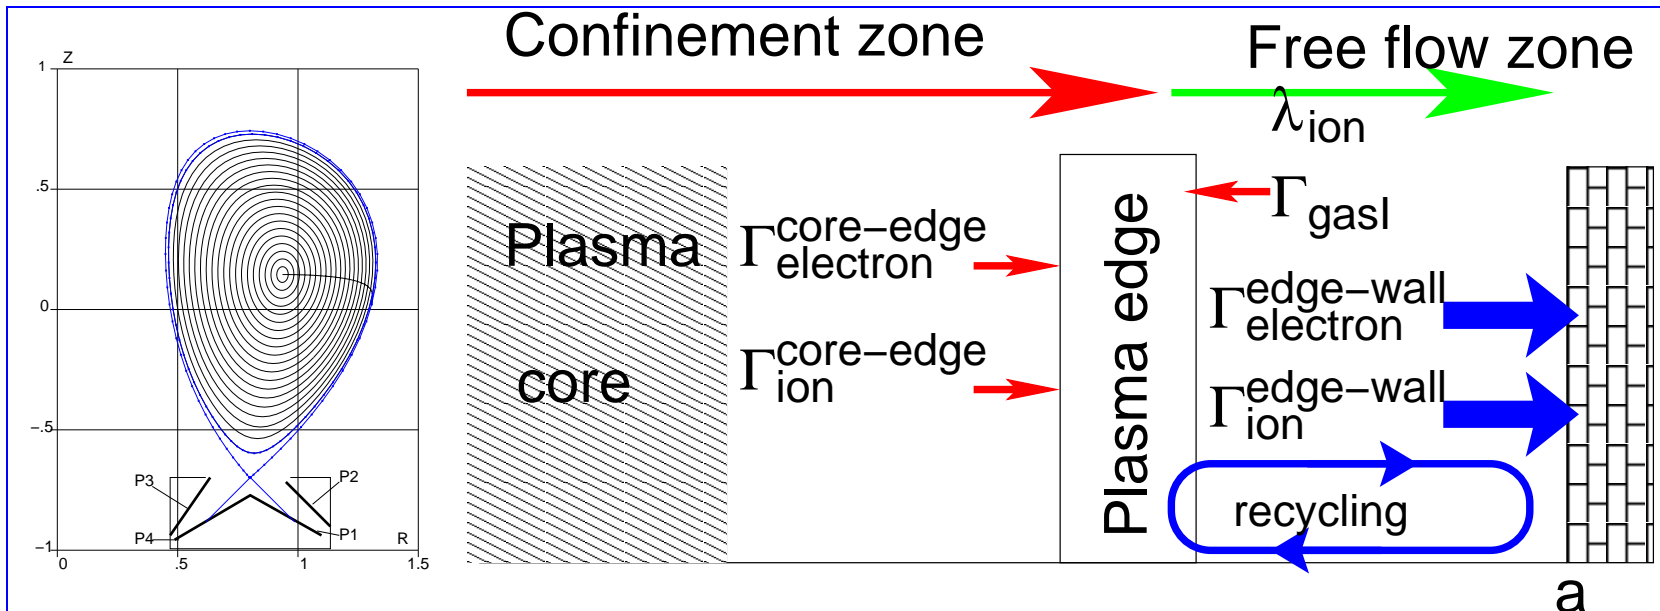 Confinement zone
Free flow zone
Z
1
.5
0
−.5
−1
0
.5
1
1.5
R
P3
P2
P4
P1
λion
Plasma
core
Γcore−edge
electron
Γcore−edge
ion
Plasma edge
ΓgasI
Γedge−wall
electron
Γedge−wall
ion
recycling
a